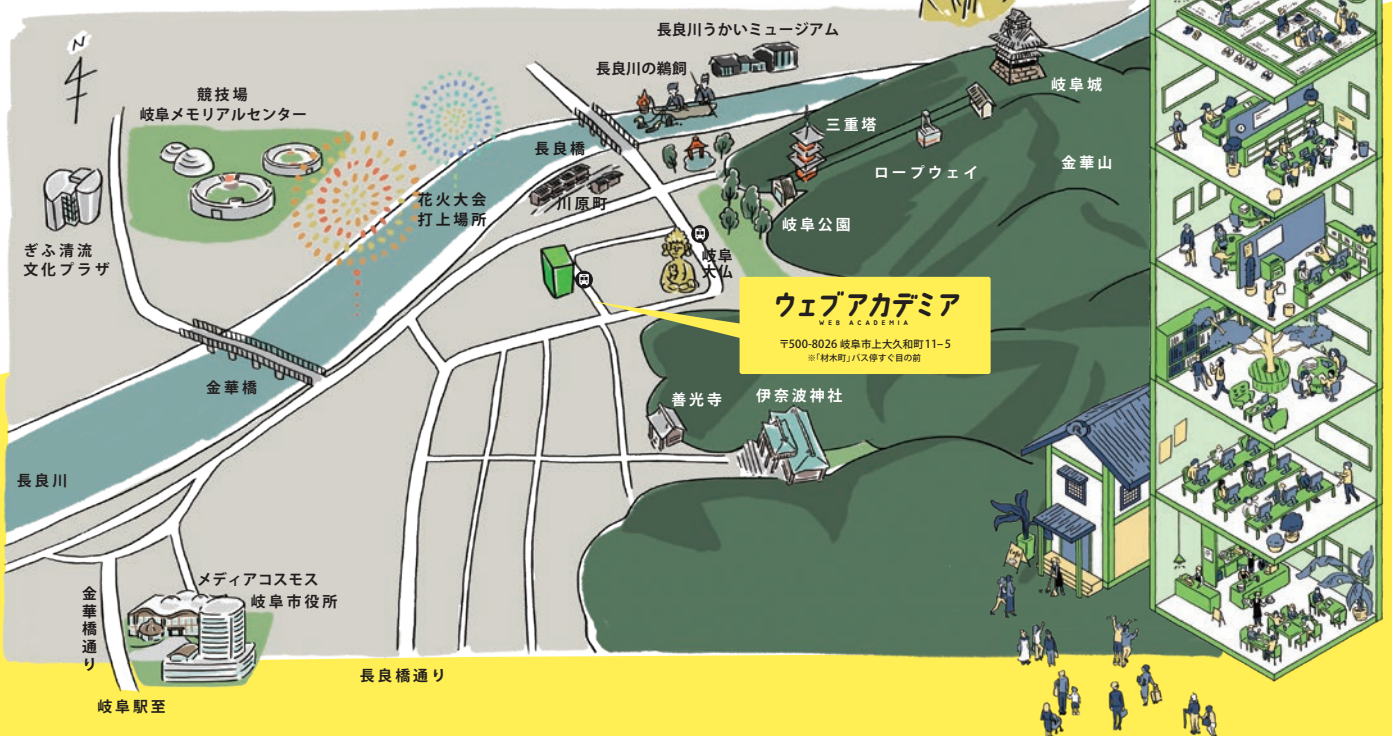 N
長良川うかいミュージアム
長良川の鵜飼
競技場
岐阜メモリアルセンター
岐阜城
三重塔
長良橋
ロープウェイ
金華山
花火大会
打上場所
川原町
岐阜公園
ぎふ清流
文化プラザ
岐阜
大仏
ウェブアカデミア
WEB ACADEMIA
〒500-8026 岐阜市上大久和町11−5
※「材木町」バス停すぐ目の前
金華橋
善光寺
伊奈波神社
長良川
メディアコスモス
岐阜市役所
金華橋通り
長良橋通り
岐阜駅至